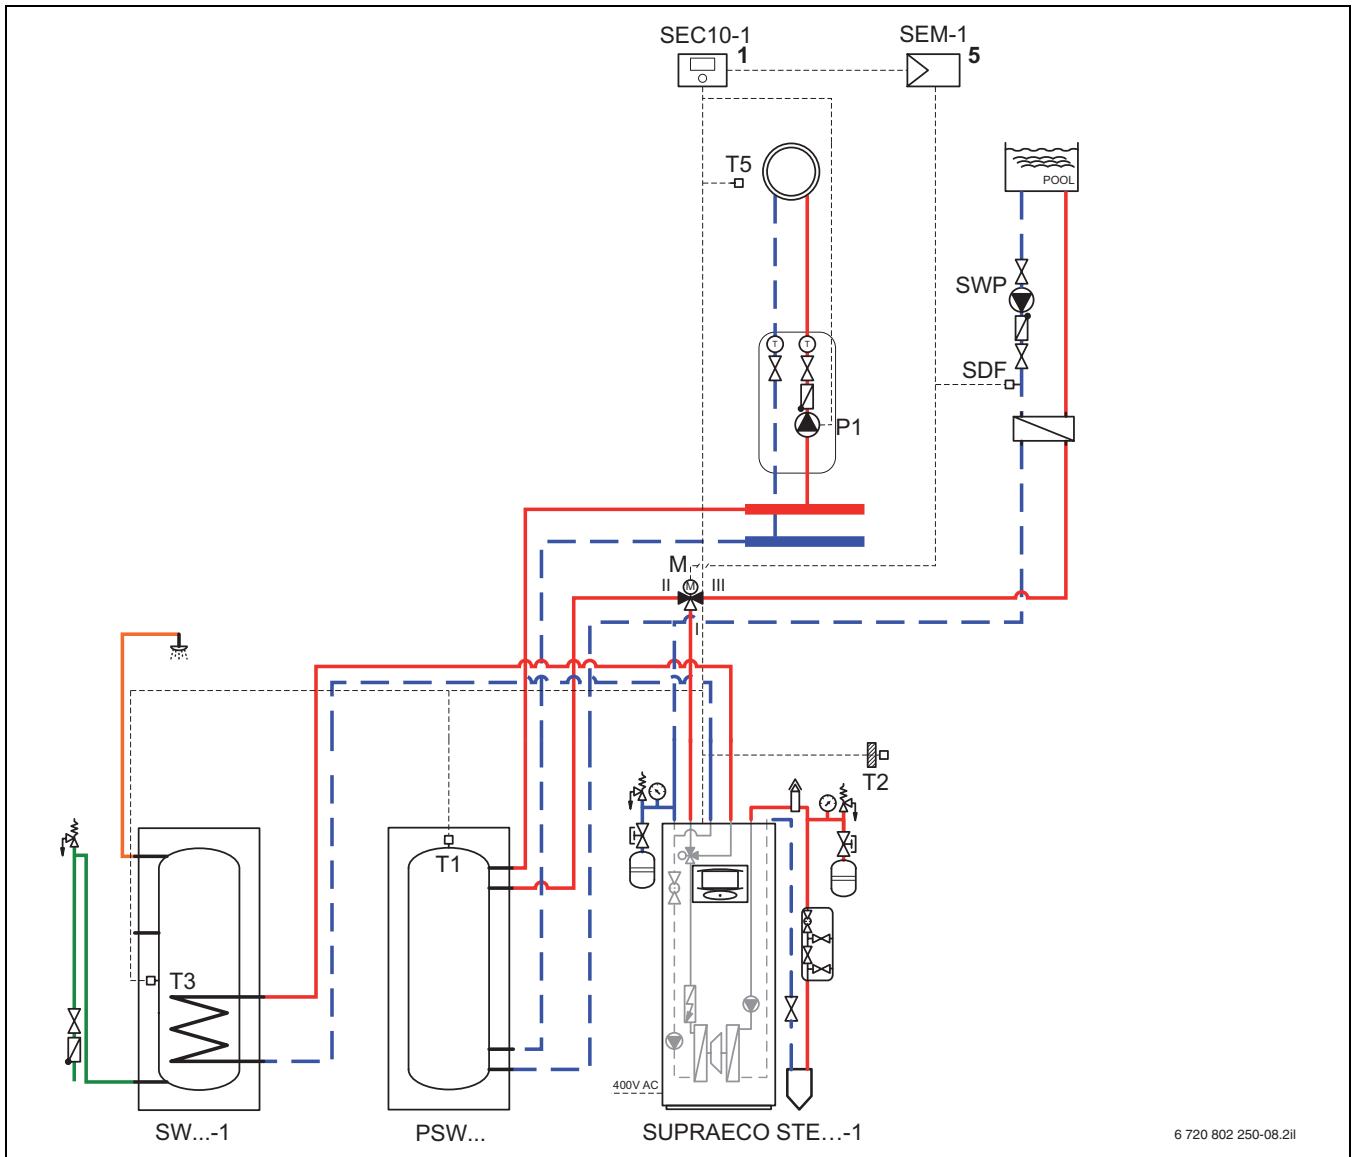 SEC10-1
1
SEM-1
5
T5
POOL
SWP
T
T
SDF
P1
M
II
M
III
I
T2
T1
T3
400V AC
SW...-1
PSW...
SUPRAECO STE...-1
6 720 802 250-08.2il